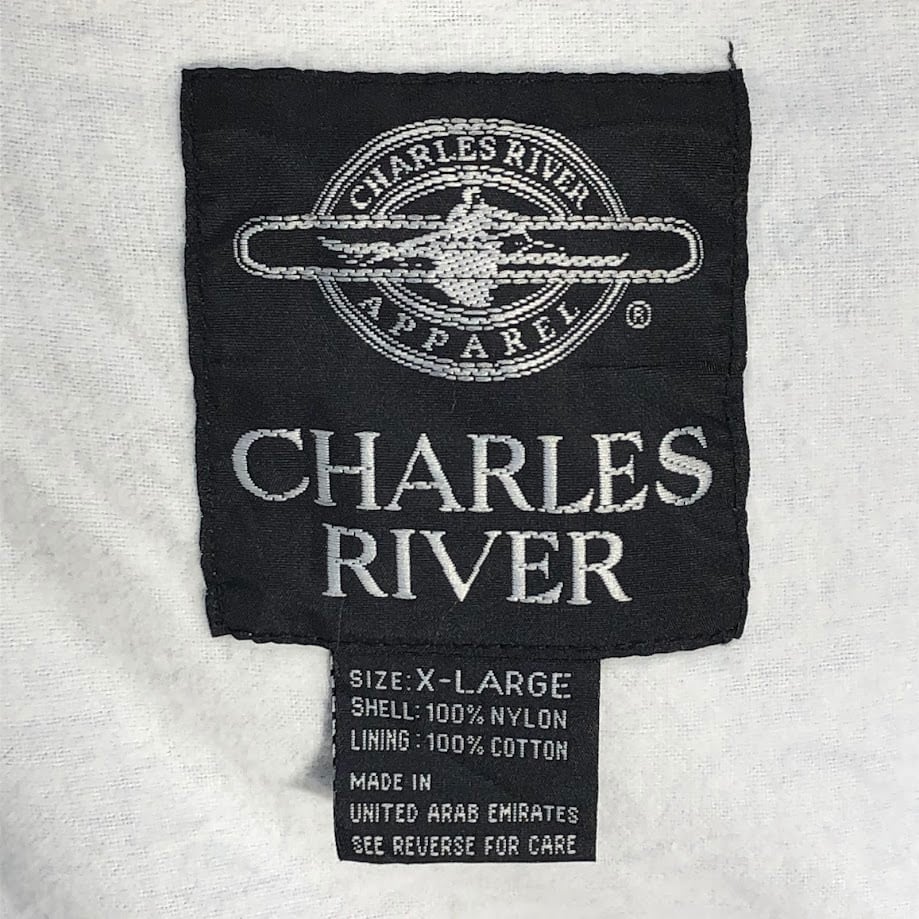 CHARLES RIVER
APPAREL
®
CHARLES
RIVER
SIZE: X-LARGE
SHELL: 100% NYLON
LINING : 100% COTTON
MADE IN
UNITED ARAB EMIRATES
SEE REVERSE FOR CARE